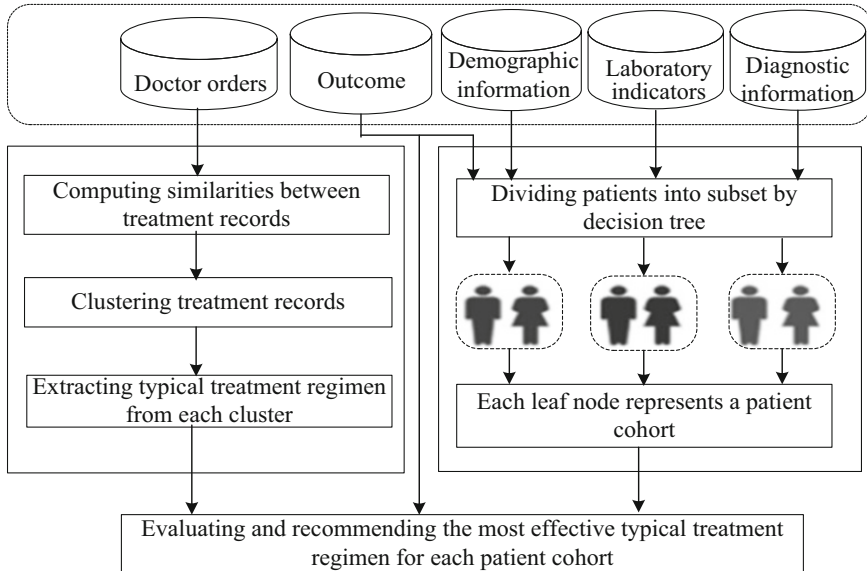 Doctor orders
Outcome
Demographic
information
Laboratory
indicators
Diagnostic
information
Computing similarities between
treatment records
Clustering treatment records
Extracting typical treatment regimen
from each cluster
Dividing patients into subset by
decision tree
Each leaf node represents a patient
cohort
Evaluating and recommending the most effective typical treatment
regimen for each patient cohort